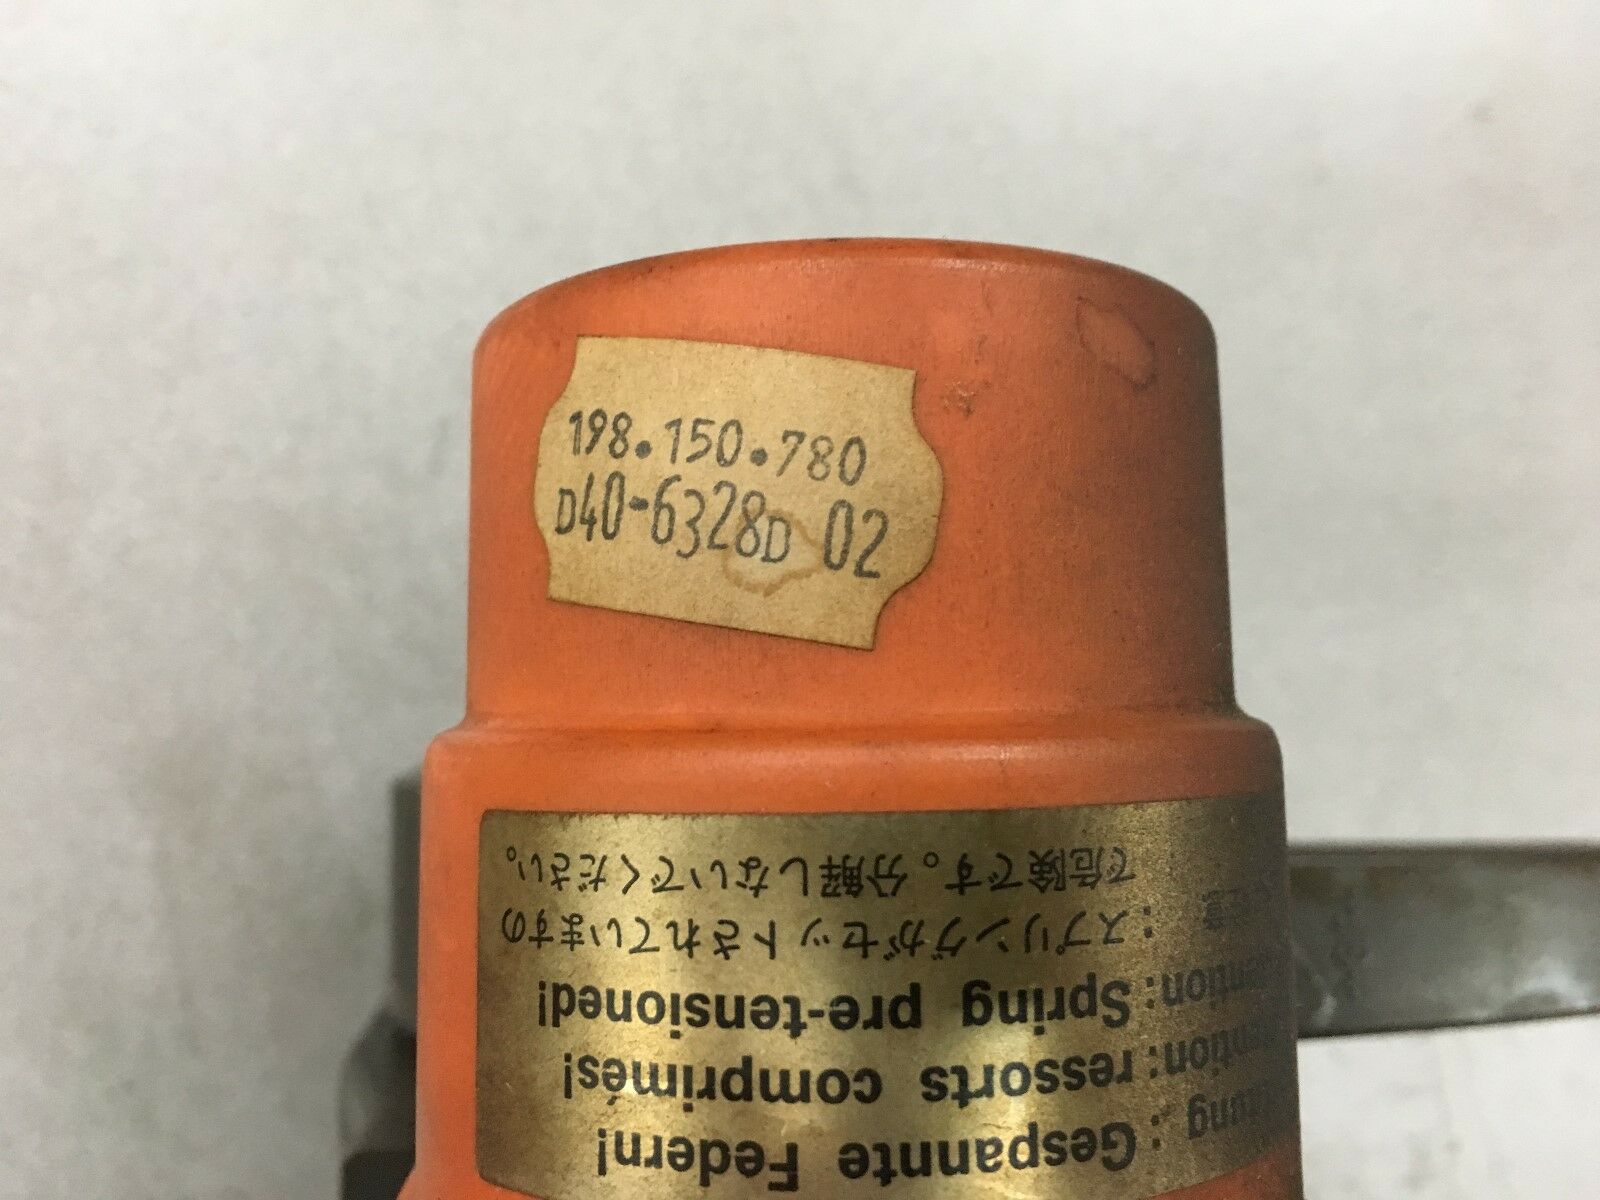 198.150.780
D40-6328D 02
Gespannte Federn!
: ressorts comprimés!
: Spring pre-tensioned!
: スプリングがセットされていますの
で危険です。分解しないでください。